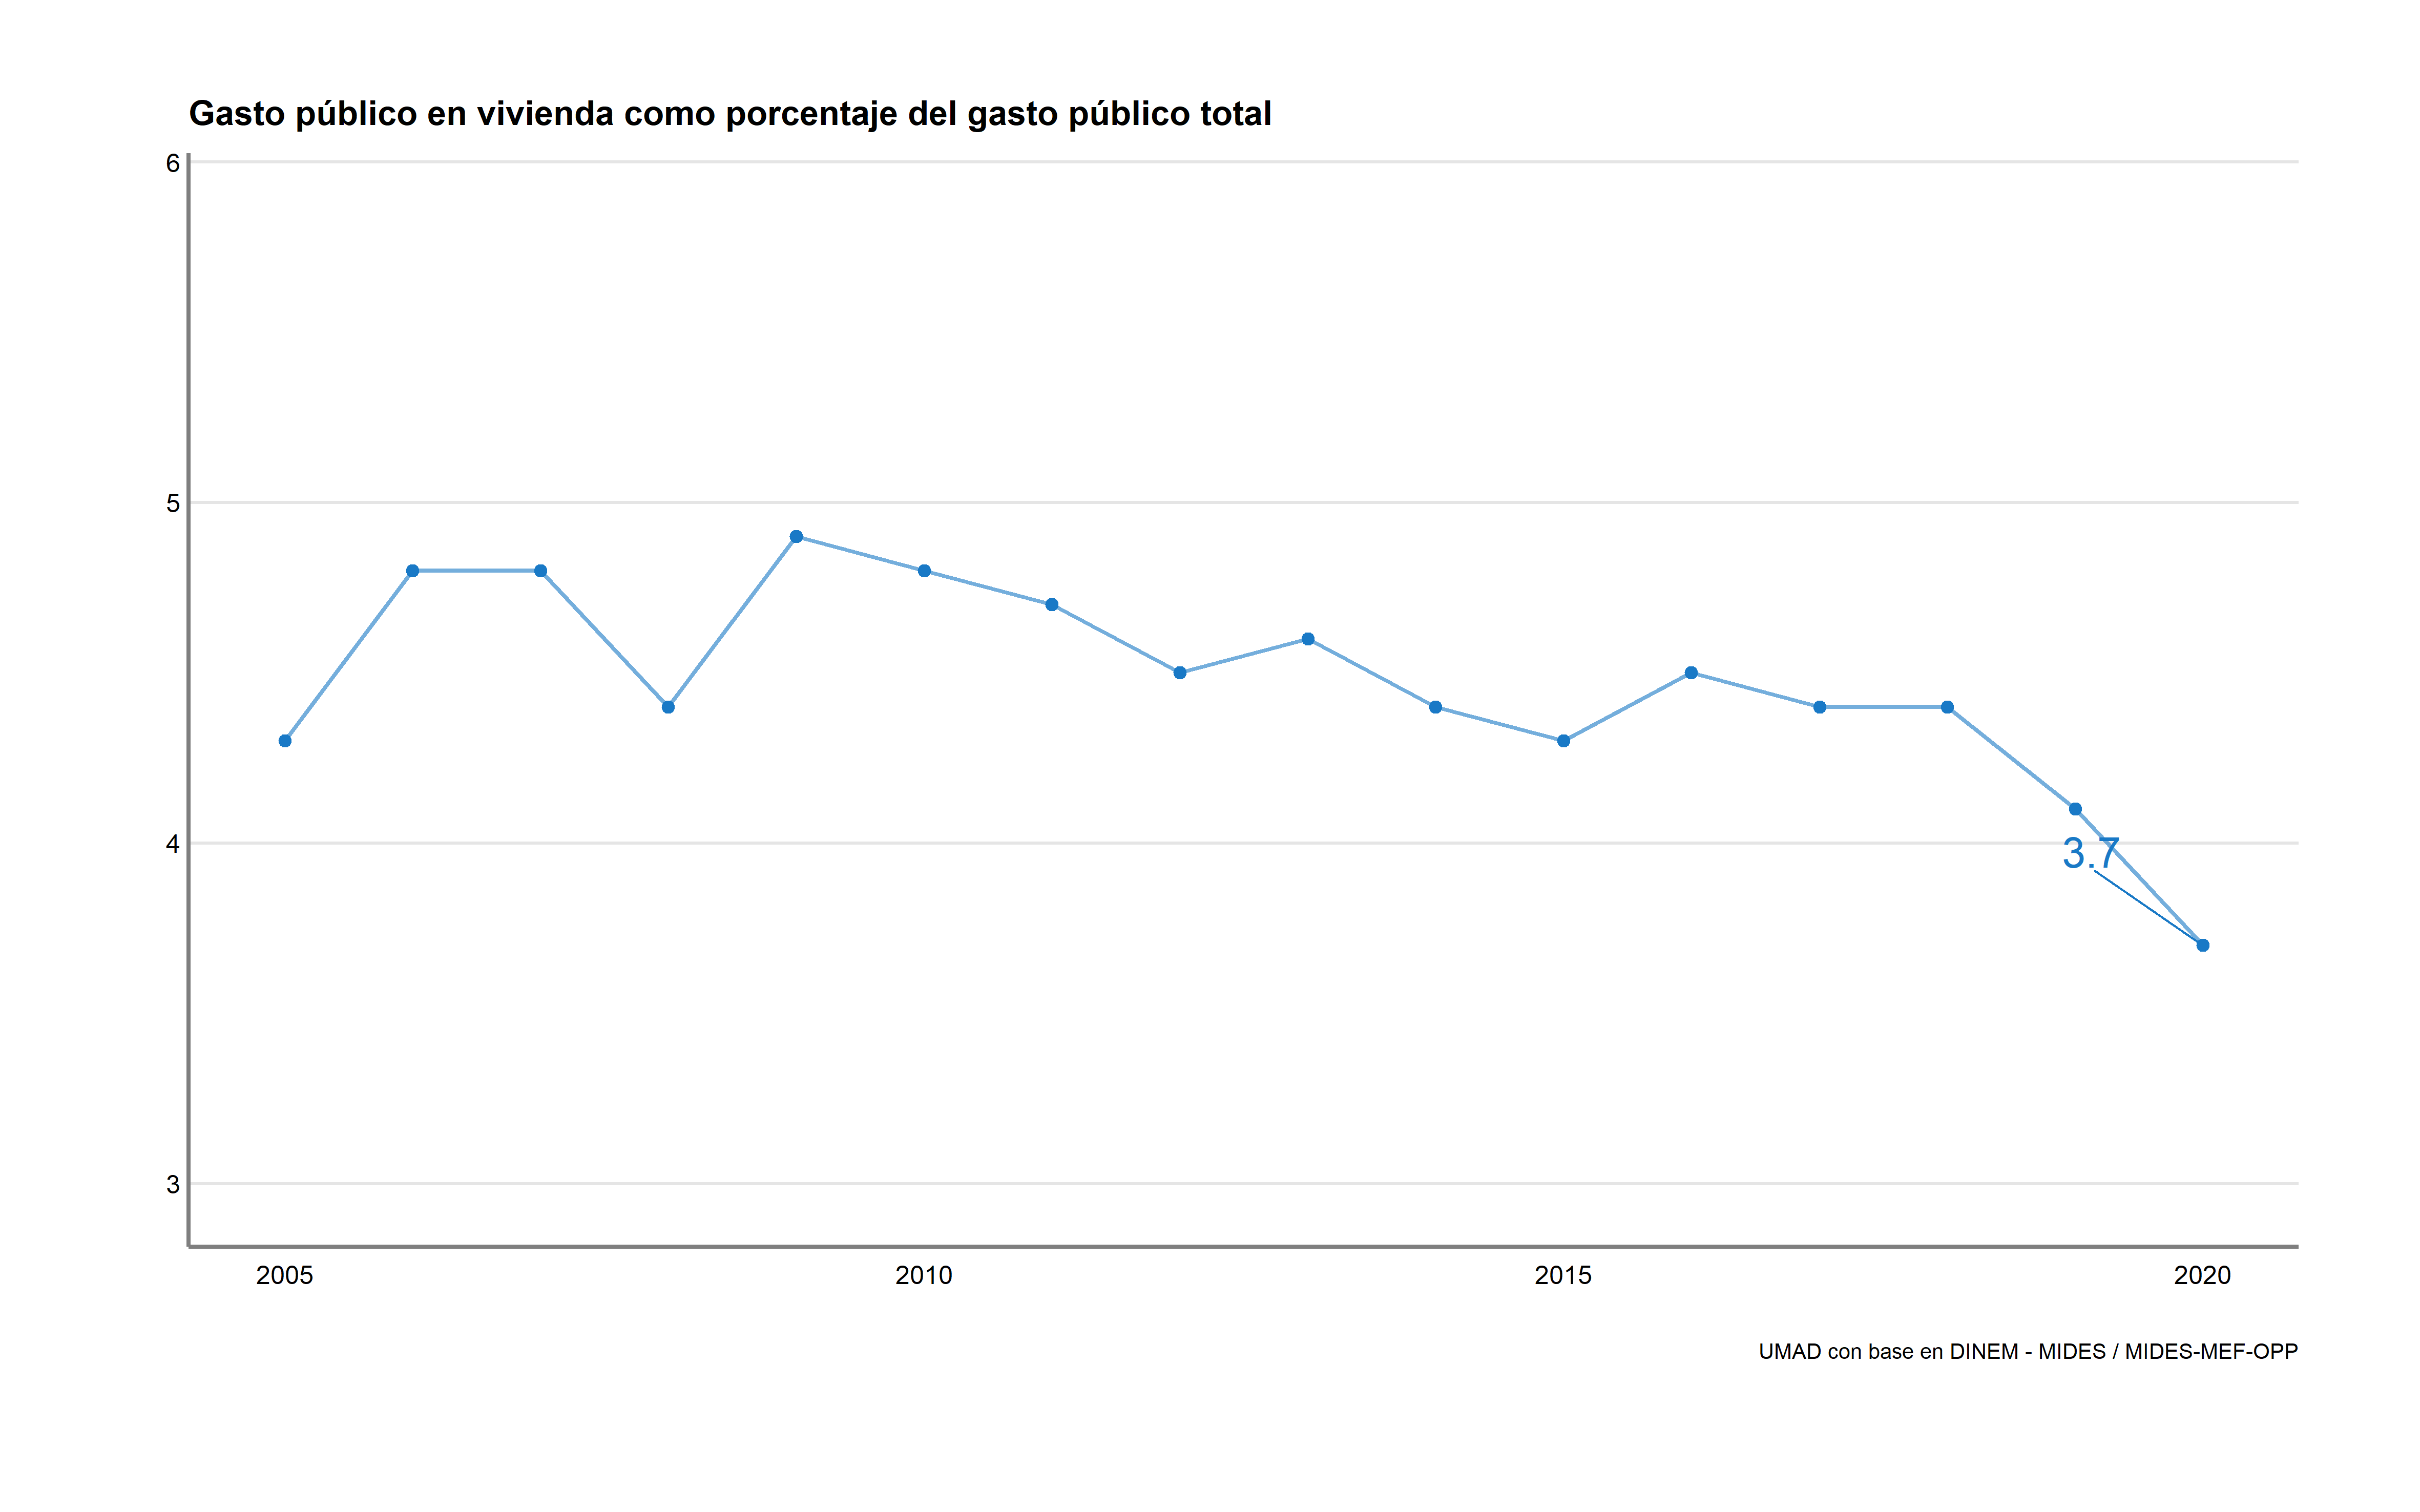 Gasto público en vivienda como porcentaje del gasto público total
6
5
4
3
3.7
2005 2010 2015 2020
UMAD con base en DINEM - MIDES / MIDES-MEF-OPP